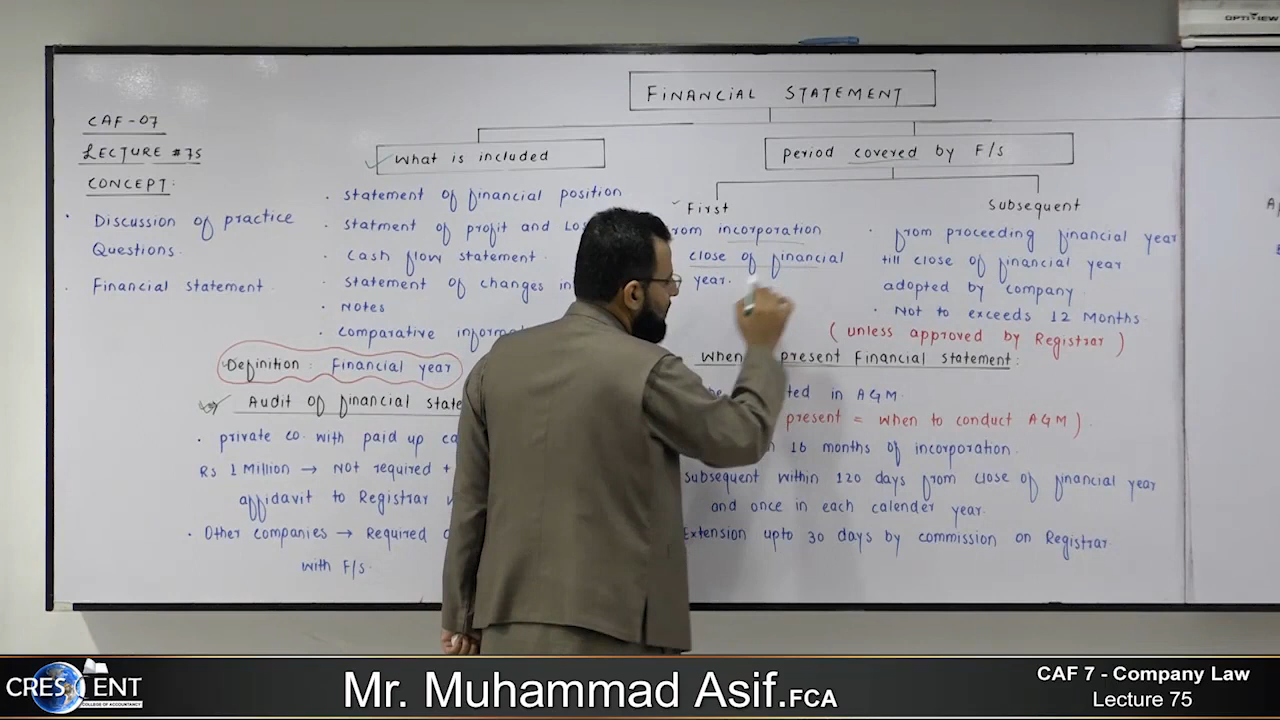 OPTIVIEW
FINANCIAL STATEMENT
CAF-07
LECTURE #75
CONCEPT:
• Discussion of practice
Questions.
• Financial statement.
What is included
• statement of financial position
• statment of profit and Los
• cash flow statement.
• statement of changes in
• Notes
• comparative informat
Definition: Financial year
Audit of financial state
• private co. with paid up ca
Rs 1 Million → Not required +
affidavit to Registrar
• Other companies → Required
with F/s.
Period covered by F/s
First
rom incorporation
close of financial
year.
Subsequent
• from proceeding financial year
till close of financial year
adopted by company.
• Not to exceeds 12 Months.
(unless approved by Registrar)
When present Financial statement:
ted in AGM.
present = when to conduct AGM).
16 months of incorporation.
subsequent within 120 days from close of financial year
and once in each calender year.
Extension upto 30 days by commission on Registrar.
CRESCENT
COLLEGE OF ACCOUNTANCY
Mr. Muhammad Asif.FCA
CAF 7 - Company Law
Lecture 75